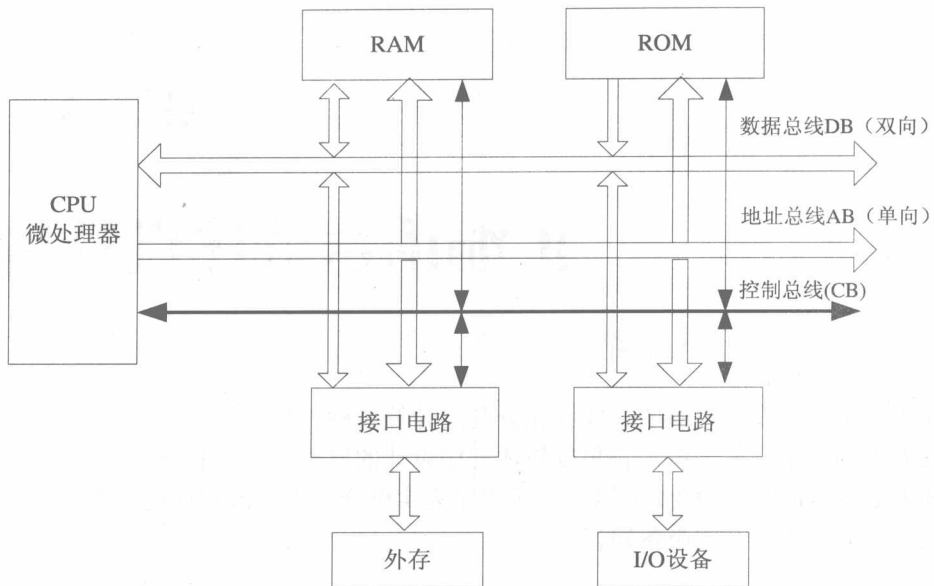 RAM
ROM
数据总线DB（双向）
CPU
微处理器
地址总线AB（单向）
控制总线(CB)
接口电路
接口电路
外存
I/O设备